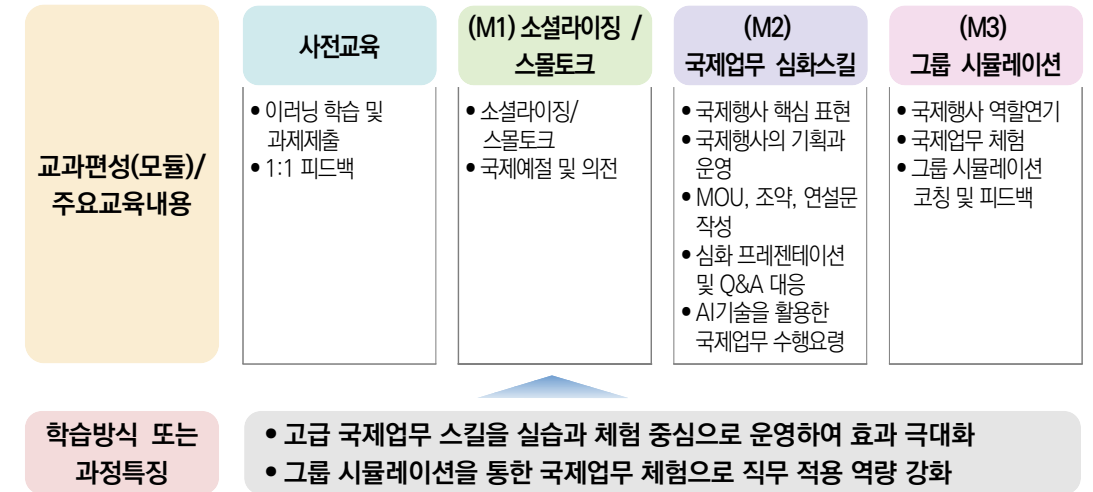 교과편성(모듈)/
주요교육내용
사전교육
• 이러닝 학습 및
과제제출
• 1:1 피드백
(M1) 소셜라이징 /
스몰토크
• 소셜라이징/
스몰토크
• 국제예절 및 의전
(M2)
국제업무 심화스킬
• 국제행사 핵심 표현
• 국제행사의 기획과
운영
• MOU, 조약, 연설문
작성
• 심화 프레젠테이션
및 Q&A 대응
• AI기술을 활용한
국제업무 수행요령
(M3)
그룹 시뮬레이션
• 국제행사 역할연기
• 국제업무 체험
• 그룹 시뮬레이션
코칭 및 피드백
학습방식 또는
과정특징
• 고급 국제업무 스킬을 실습과 체험 중심으로 운영하여 효과 극대화
• 그룹 시뮬레이션을 통한 국제업무 체험으로 직무 적용 역량 강화